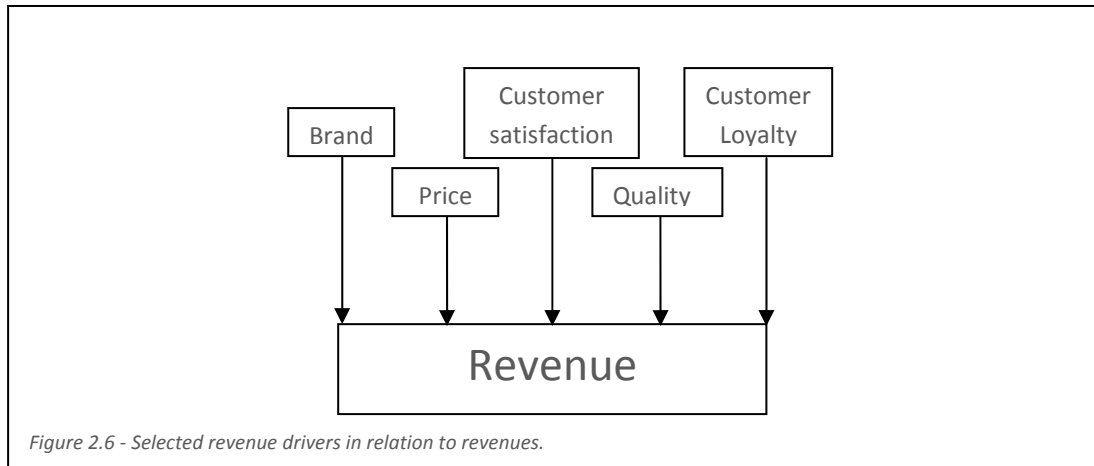 Customer
satisfaction
Customer
Loyalty
Brand
Price
Quality
Revenue
Figure 2.6 - Selected revenue drivers in relation to revenues.